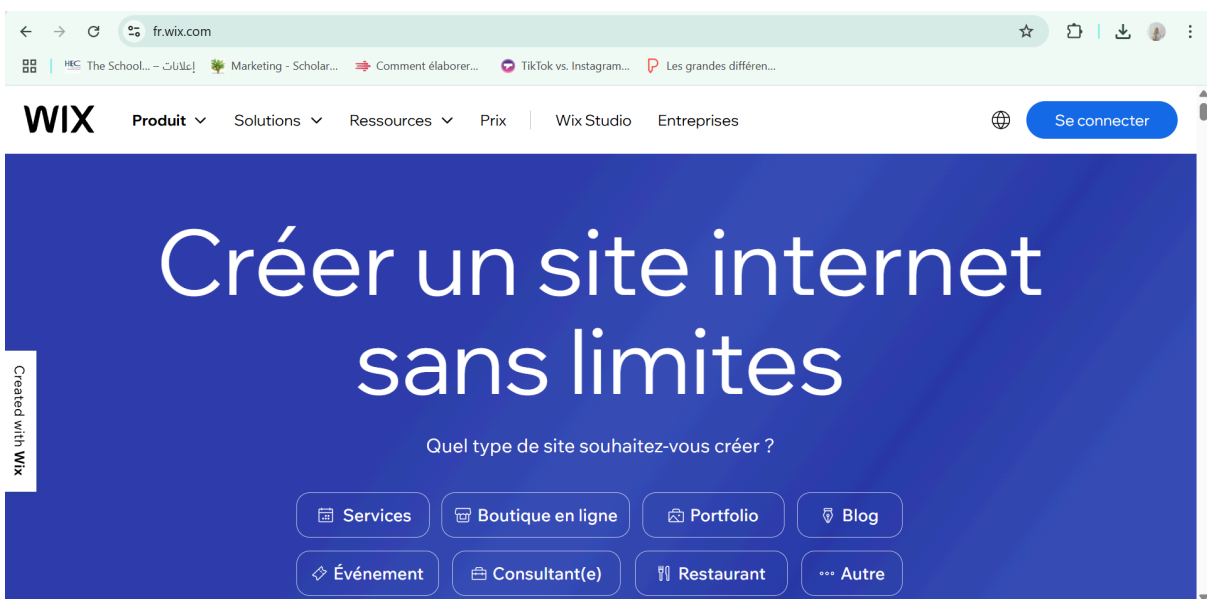 fr.wix.com
HEC The School... – إعلانات
Marketing - Scholar...
Comment élaborer...
TikTok vs. Instagram...
Les grandes différen...
WIX
Produit
Solutions
Ressources
Prix
Wix Studio
Entreprises
Se connecter
Créer un site internet
sans limites
Created with Wix
Quel type de site souhaitez-vous créer ?
Services
Boutique en ligne
Portfolio
Blog
Événement
Consultant(e)
Restaurant
Autre